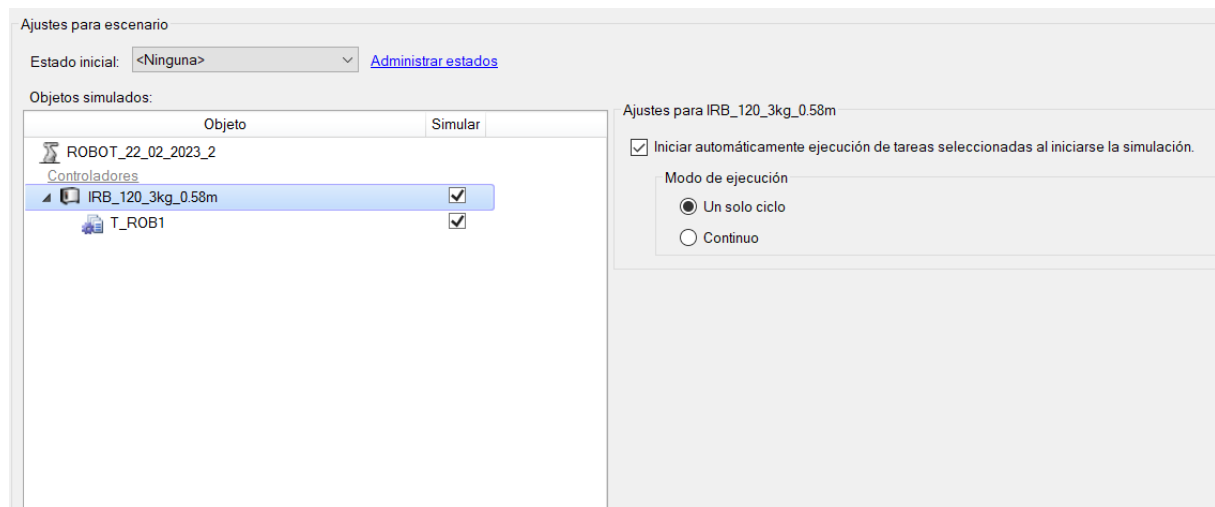 Ajustes para escenario
Estado inicial: <Ninguna> Administrar estados
Objetos simulados:
Objeto Simular
ROBOT_22_02_2023_2
Controladores
IRB_120_3kg_0.58m
T_ROB1
Ajustes para IRB_120_3kg_0.58m
Iniciar automáticamente ejecución de tareas seleccionadas al iniciarse la simulación.
Modo de ejecución
Un solo ciclo
Continuo